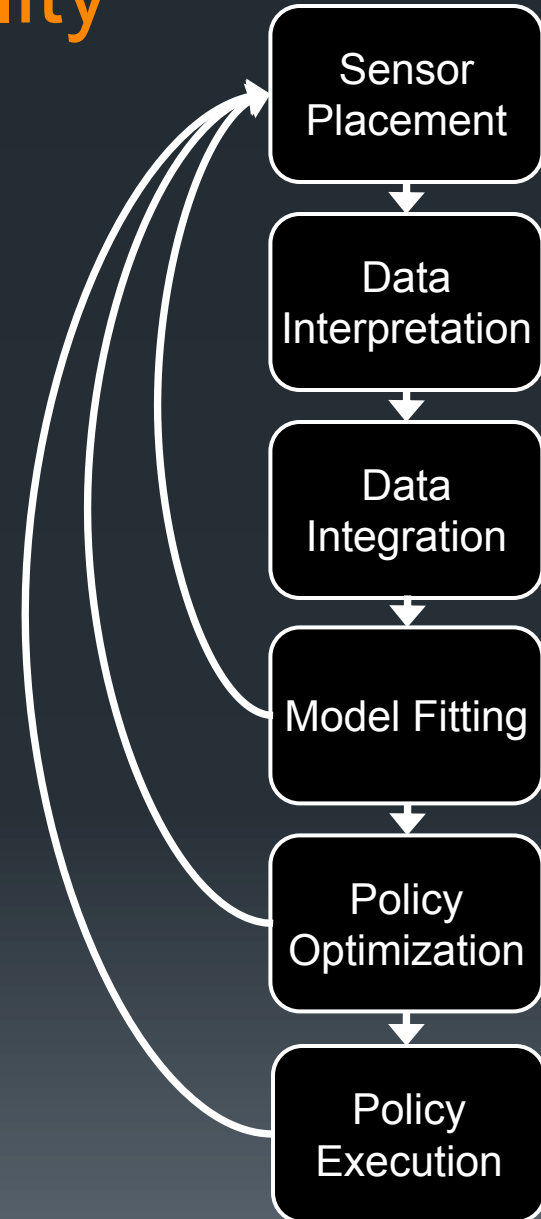 Sensor
Placement
Data
Interpretation
Data
Integration
Model Fitting
Policy
Optimization
Policy
Execution